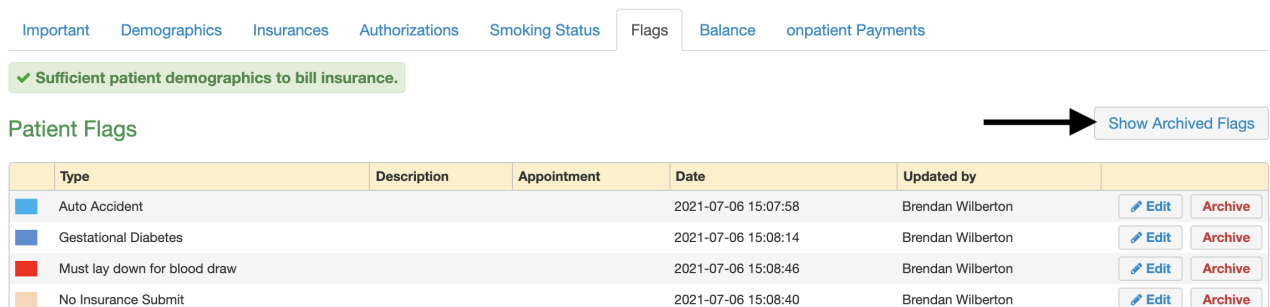 Important Demographics Insurances Authorizations Smoking Status Flags Balance onpatient Payments
Sufficient patient demographics to bill insurance.
Patient Flags Show Archived Flags
Type Description Appointment Date Updated by
Auto Accident 2021-07-06 15:07:58 Brendan Wilberton Edit Archive
Gestational Diabetes 2021-07-06 15:08:14 Brendan Wilberton Edit Archive
Must lay down for blood draw 2021-07-06 15:08:46 Brendan Wilberton Edit Archive
No Insurance Submit 2021-07-06 15:08:40 Brendan Wilberton Edit Archive